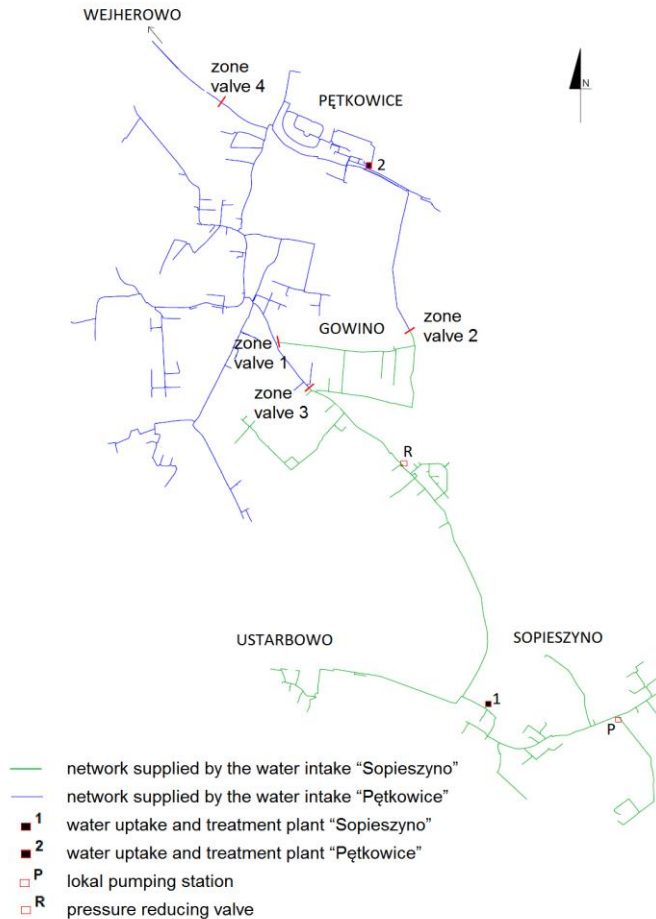 WEJHEROWO
zone
valve 4
PĘTKOWICE
N
2
GOWINO
zone
valve 2
zone
valve 1
zone
valve 3
R
USTARBOWO
SOPIESZYNO
1
P
network supplied by the water intake “Sopieszyno”
network supplied by the water intake “Pętkowice”
1 water uptake and treatment plant “Sopieszyno”
2 water uptake and treatment plant “Pętkowice”
P lokal pumping station
R pressure reducing valve